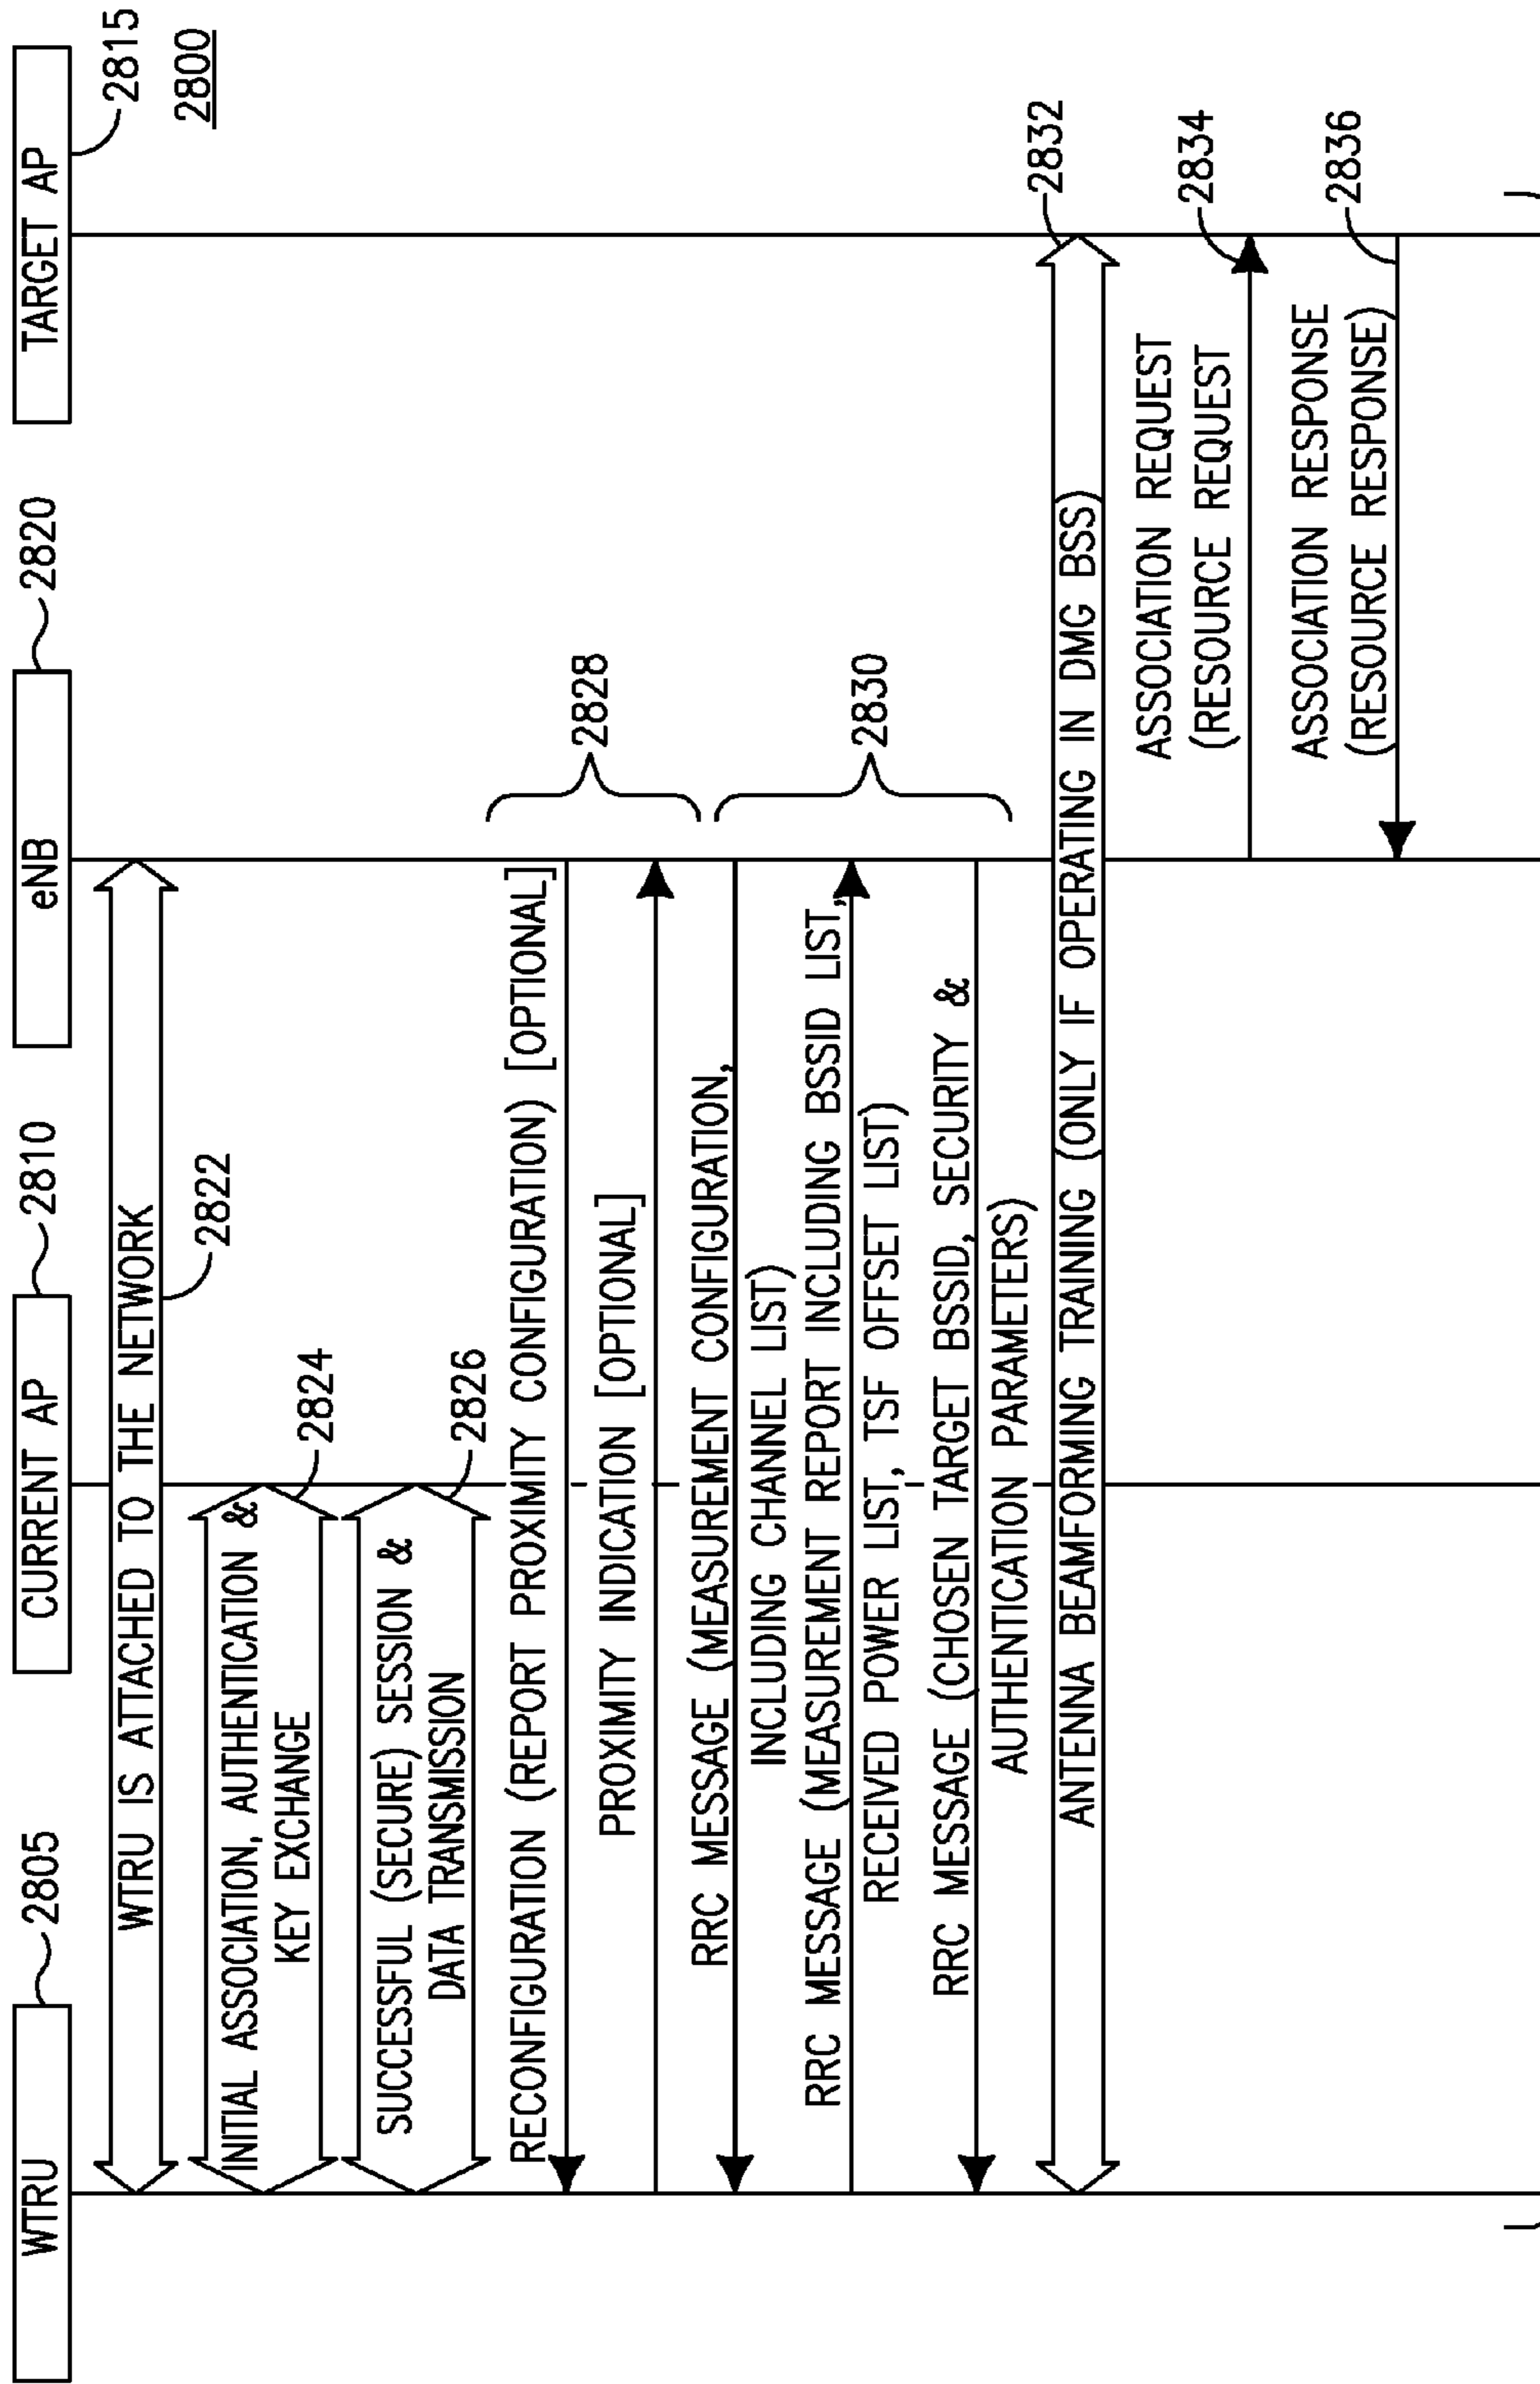 WTRU
2805
CURRENT AP
2810
eNB
2820
TARGET AP
2815
2800
WTRU IS ATTACHED TO THE NETWORK
2822
INITIAL ASSOCIATION, AUTHENTICATION &
KEY EXCHANGE
2824
SUCCESSFUL (SECURE) SESSION &
DATA TRANSMISSION
2826
RECONFIGURATION (REPORT PROXIMITY CONFIGURATION) [OPTIONAL]
PROXIMITY INDICATION [OPTIONAL]
2828
RRC MESSAGE (MEASUREMENT CONFIGURATION,
INCLUDING CHANNEL LIST)
RRC MESSAGE (MEASUREMENT REPORT INCLUDING BSSID LIST,
RECEIVED POWER LIST, TSF OFFSET LIST)
2830
RRC MESSAGE (CHOSEN TARGET BSSID, SECURITY &
AUTHENTICATION PARAMETERS)
ANTENNA BEAMFORMING TRAINING (ONLY IF OPERATING IN DMG BSS)
2832
ASSOCIATION REQUEST
(RESOURCE REQUEST
2834
ASSOCIATION RESPONSE
(RESOURCE RESPONSE)
2836